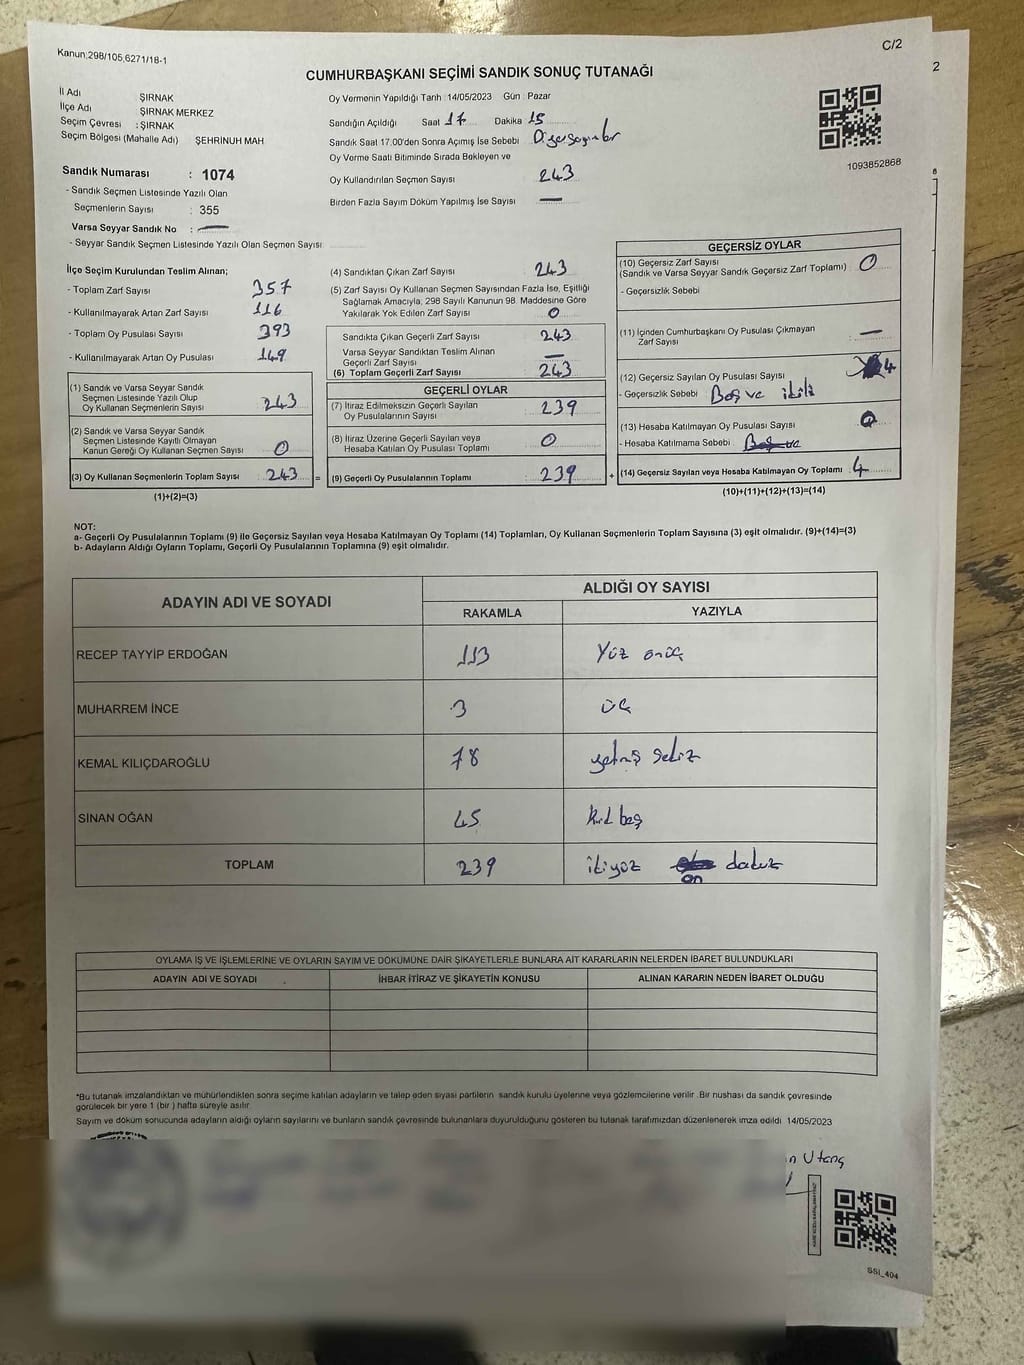 Kanun;298/105,6271/18-1
C/2
2
CUMHURBAŞKANI SEÇİMİ SANDIK SONUÇ TUTANAĞI
İl Adı ŞIRNAK
İlçe Adı : ŞIRNAK MERKEZ
Seçim Çevresi : ŞIRNAK
Seçim Bölgesi (Mahalle Adı) ŞEHRİNUH MAH
Sandık Numarası : 1074
- Sandık Seçmen Listesinde Yazılı Olan
Seçmenlerin Sayısı : 355
Varsa Seyyar Sandık No : —
- Seyyar Sandık Seçmen Listesinde Yazılı Olan Seçmen Sayısı
Oy Vermenin Yapıldığı Tarih :14/05/2023 Gün : Pazar
Sandığın Açıldığı Saat 17 Dakika 15
Sandık Saat 17.00'den Sonra Açımış İse Sebebi
Oy Verme Saati Bitiminde Sırada Bekleyen ve
Oy Kullandırılan Seçmen Sayısı 243
Birden Fazla Sayım Döküm Yapılmış İse Sayısı —
1093852868
İlçe Seçim Kurulundan Teslim Alınan;
- Toplam Zarf Sayısı 357
- Kullanılmayarak Artan Zarf Sayısı 116
- Toplam Oy Pusulası Sayısı 393
- Kullanılmayarak Artan Oy Pusulası 149
(1) Sandık ve Varsa Seyyar Sandık
Seçmen Listesinde Yazılı Olup
Oy Kullanan Seçmenlerin Sayısı 243
(2) Sandık ve Varsa Seyyar Sandık
Seçmen Listesinde Kayıtlı Olmayan
Kanun Gereği Oy Kullanan Seçmen Sayısı 0
(3) Oy Kullanan Seçmenlerin Toplam Sayısı 243 =
(1)+(2)=(3)
(4) Sandıktan Çıkan Zarf Sayısı 243
(5) Zarf Sayısı Oy Kullanan Seçmen Sayısından Fazla İse, Eşitliği
Sağlamak Amacıyla, 298 Sayılı Kanunun 98. Maddesine Göre
Yakılarak Yok Edilen Zarf Sayısı 0
Sandıkta Çıkan Geçerli Zarf Sayısı 243
Varsa Seyyar Sandıktan Teslim Alınan
Geçerli Zarf Sayısı —
(6) Toplam Geçerli Zarf Sayısı 243
GEÇERLİ OYLAR
(7) İtiraz Edilmeksizin Geçerli Sayılan
Oy Pusulalarının Sayısı 239
(8) İtiraz Üzerine Geçerli Sayılan veya
Hesaba Katılan Oy Pusulası Toplamı 0
(9) Geçerli Oy Pusulalarının Toplamı 239 +
GEÇERSİZ OYLAR
(10) Geçersiz Zarf Sayısı
(Sandık ve Varsa Seyyar Sandık Geçersiz Zarf Toplamı) 0
- Geçersizlik Sebebi
(11) İçinden Cumhurbaşkanı Oy Pusulası Çıkmayan
Zarf Sayısı : —
(12) Geçersiz Sayılan Oy Pusulası Sayısı 4
- Geçersizlik Sebebi Boş ve ikili
(13) Hesaba Katılmayan Oy Pusulası Sayısı 0
- Hesaba Katılmama Sebebi Boş ve
(14) Geçersiz Sayılan veya Hesaba Katılmayan Oy Toplamı 4
(10)+(11)+(12)+(13)=(14)
NOT:
a- Geçerli Oy Pusulalarının Toplamı (9) ile Geçersiz Sayılan veya Hesaba Katılmayan Oy Toplamı (14) Toplamları, Oy Kullanan Seçmenlerin Toplam Sayısına (3) eşit olmalıdır. (9)+(14)=(3)
b- Adayların Aldığı Oyların Toplamı, Geçerli Oy Pusulalarının Toplamına (9) eşit olmalıdır.
ADAYIN ADI VE SOYADI ALDIĞI OY SAYISI
RAKAMLA YAZIYLA
RECEP TAYYİP ERDOĞAN 113 Yüz onüç
MUHARREM İNCE 3 üç
KEMAL KILIÇDAROĞLU 78 yetmiş sekiz
SİNAN OĞAN 45 kırk beş
TOPLAM 239 ikiyüz on dokuz
OYLAMA İŞ VE İŞLEMLERİNE VE OYLARIN SAYIM VE DÖKÜMÜNE DAİR ŞİKAYETLERLE BUNLARA AİT KARARLARIN NELERDEN İBARET BULUNDUKLARI
ADAYIN ADI VE SOYADI İHBAR İTİRAZ VE ŞİKAYETİN KONUSU ALINAN KARARIN NEDEN İBARET OLDUĞU
*Bu tutanak imzalandıktan ve mühürlendikten sonra seçime katılan adayların ve talep eden siyasi partilerin sandık kurulu üyelerine veya gözlemcilerine verilir. Bir nüshası da sandık çevresinde
görülecek bir yere 1 (bir) hafta süreyle asılır.
Sayım ve döküm sonucunda adayların aldığı oyların sayılarını ve bunların sandık çevresinde bulunanlara duyurulduğunu gösteren bu tutanak tarafımızdan düzenlenerek imza edildi 14/05/2023
n Utanç
SSI_404